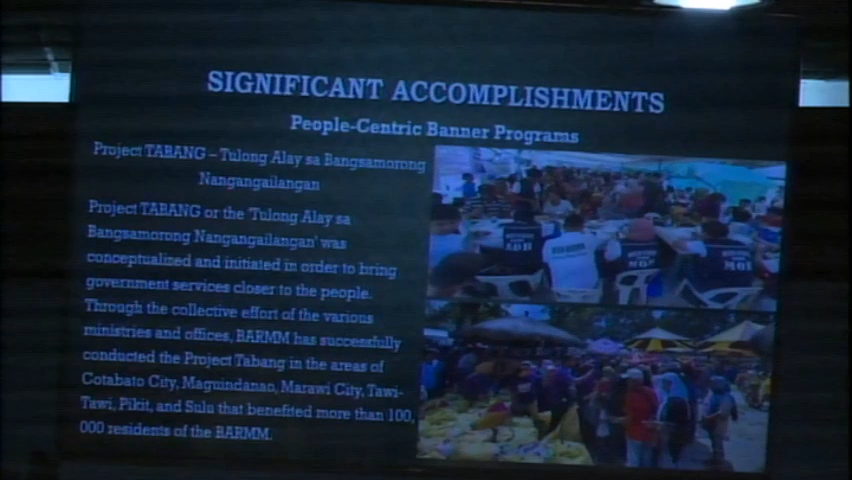 SIGNIFICANT ACCOMPLISHMENTS
People-Centric Banner Programs
Project TABANG – Tulong Alay sa Bangsamorong
Nangangailangan
Project TABANG or the 'Tulong Alay sa
Bangsamorong Nangangailangan' was
conceptualized and initiated in order to bring
government services closer to the people.
Through the collective effort of the various
ministries and offices, BARMM has successfully
conducted the Project Tabang in the areas of
Cotabato City, Maguindanao, Marawi City, Tawi-
Tawi, Pikit, and Sulu that benefited more than 100,
000 residents of the BARMM.